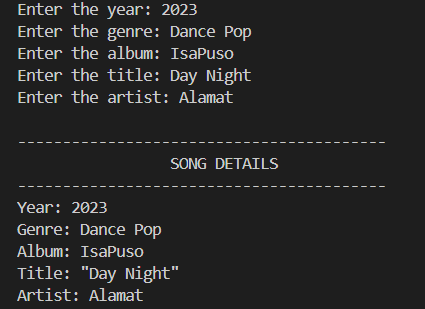 Enter the year: 2023
Enter the genre: Dance Pop
Enter the album: IsaPuso
Enter the title: Day Night
Enter the artist: Alamat
-----------------------------------------
SONG DETAILS
-----------------------------------------
Year: 2023
Genre: Dance Pop
Album: IsaPuso
Title: "Day Night"
Artist: Alamat